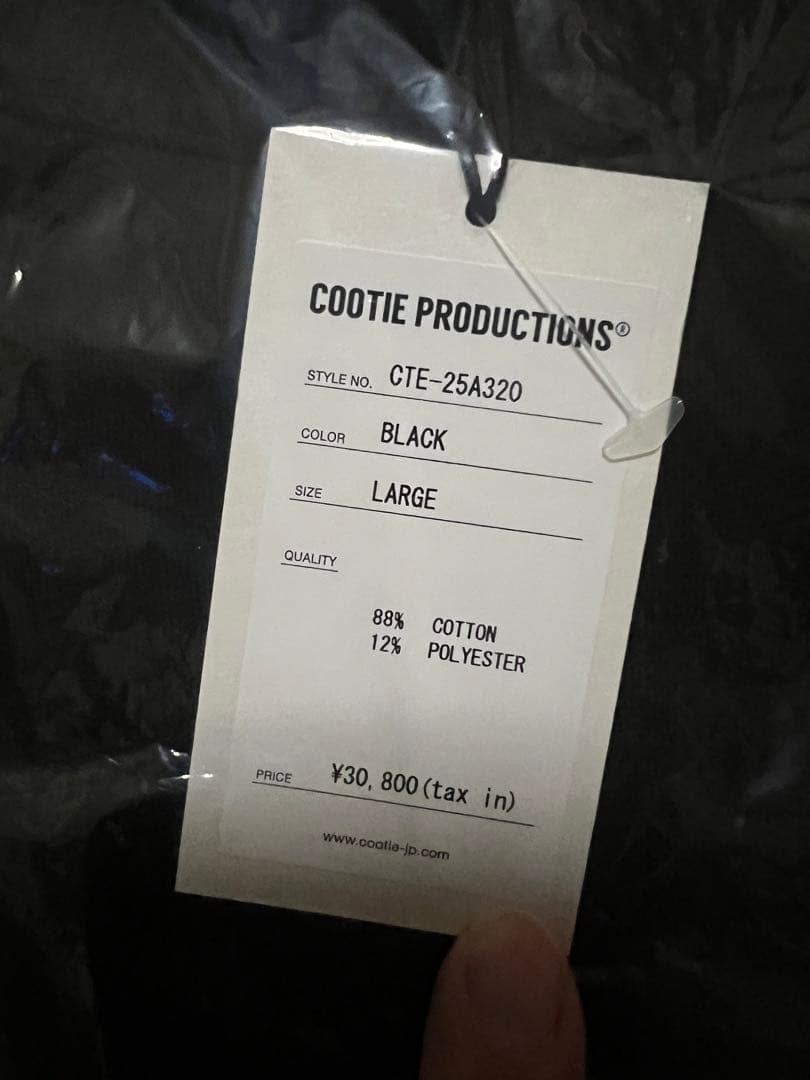 COOTIE PRODUCTIONS®
STYLE NO. CTE-25A320
COLOR BLACK
SIZE LARGE
QUALITY
88% COTTON
12% POLYESTER
PRICE ¥30,800(tax in)
www.cootie-jp.com